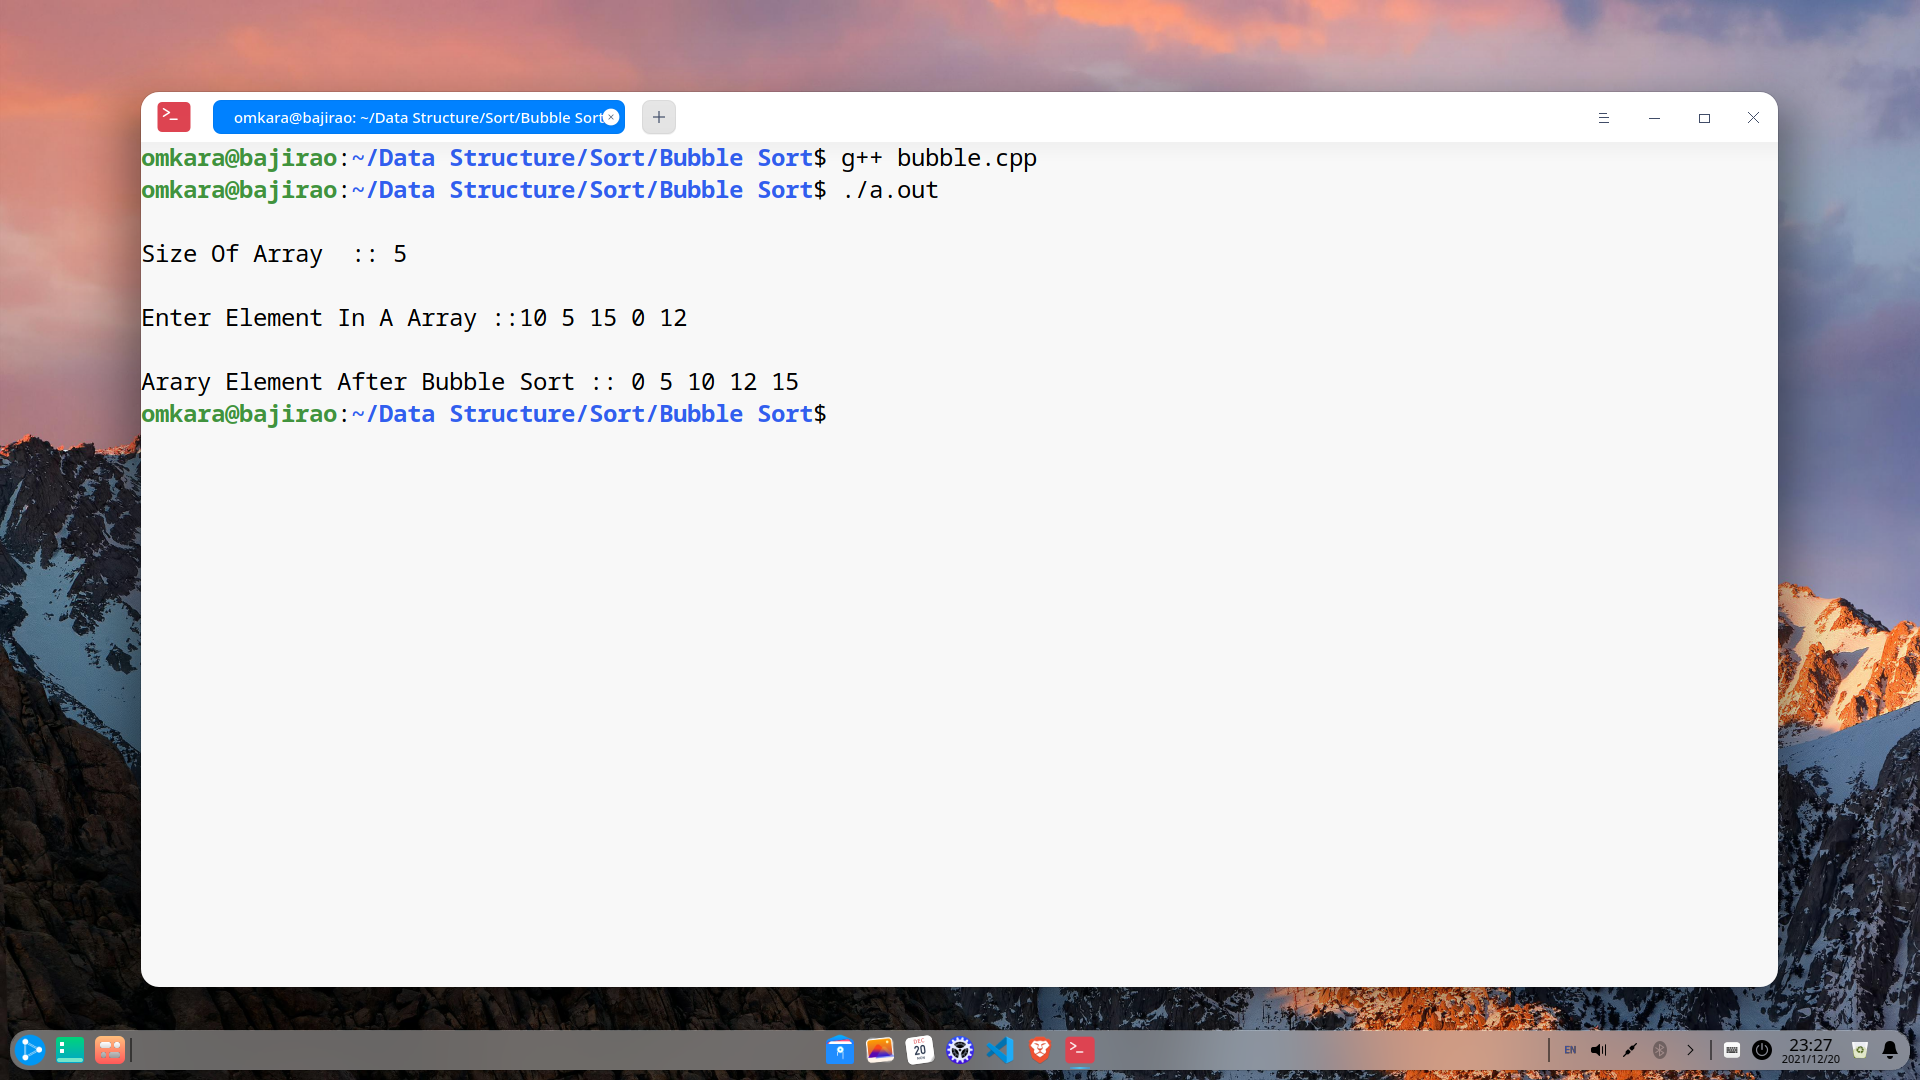 omkara@bajirao: ~/Data Structure/Sort/Bubble Sort
omkara@bajirao:~/Data Structure/Sort/Bubble Sort$ g++ bubble.cpp
omkara@bajirao:~/Data Structure/Sort/Bubble Sort$ ./a.out
Size Of Array  :: 5
Enter Element In A Array ::10 5 15 0 12
Arary Element After Bubble Sort :: 0 5 10 12 15
omkara@bajirao:~/Data Structure/Sort/Bubble Sort$
DEC
20
EN
23:27
2021/12/20